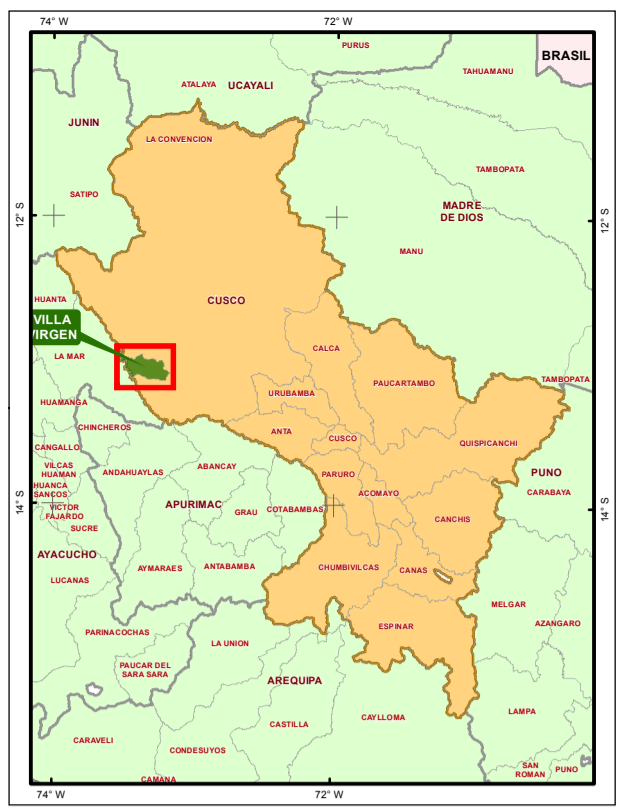 74° W
72° W
PURUS
BRASIL
TAHUAMANU
ATALAYA
UCAYALI
JUNIN
LA CONVENCION
TAMBOPATA
SATIPO
MADRE
DE DIOS
12° S
12° S
MANU
HUANTA
CUSCO
VILLA
VIRGEN
LA MAR
CALCA
TAMBOPATA
PAUCARTAMBO
URUBAMBA
HUAMANGA
CHINCHEROS
ANTA
CUSCO
QUISPICANCHI
CANGALLO
VILCAS
HUAMAN
ANDAHUAYLAS
ABANCAY
PARURO
PUNO
HUANCA
SANCOS
ACOMAYO
CARABAYA
14° S
14° S
VICTOR
FAJARDO
APURIMAC
GRAU
COTABAMBAS
CANCHIS
SUCRE
AYACUCHO
AYMARAES
ANTABAMBA
CHUMBIVILCAS
CANAS
LUCANAS
MELGAR
AZANGARO
PARINACOCHAS
ESPINAR
LA UNION
PAUCAR DEL
SARA SARA
AREQUIPA
LAMPA
CAYLLOMA
CASTILLA
CARAVELI
CONDESUYOS
SAN
ROMAN
PUNO
CAMANA
74° W
72° W